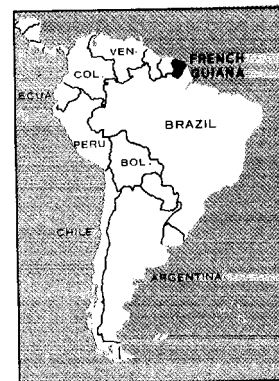 VEN.
FRENCH
GUIANA
COL.
ECUA
BRAZIL
PERU
BOL.
CHILE
ARGENTINA